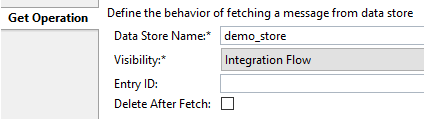 Get Operation
Define the behavior of fetching a message from data store
Data Store Name:* demo_store
Visibility:* Integration Flow
Entry ID:
Delete After Fetch: